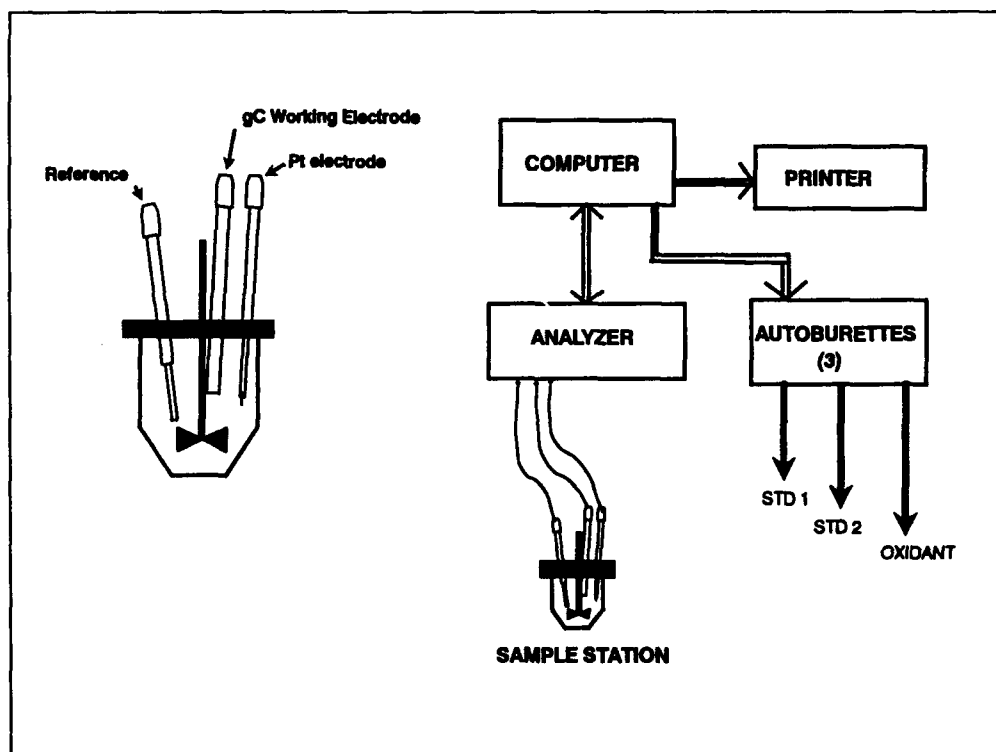 gC Working Electrode
Pt electrode
Reference
COMPUTER
PRINTER
ANALYZER
AUTOBURETTES
(3)
STD 1
STD 2
OXIDANT
SAMPLE STATION